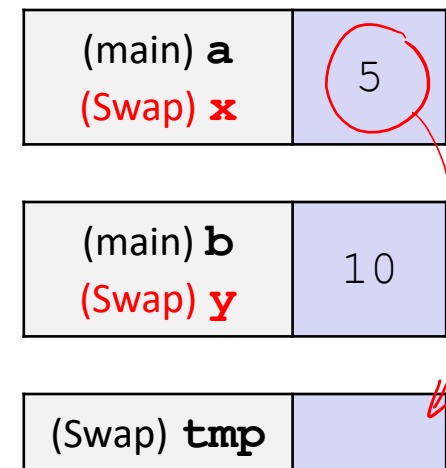 (main) a
(Swap) x
5
(main) b
(Swap) y
10
(Swap) tmp